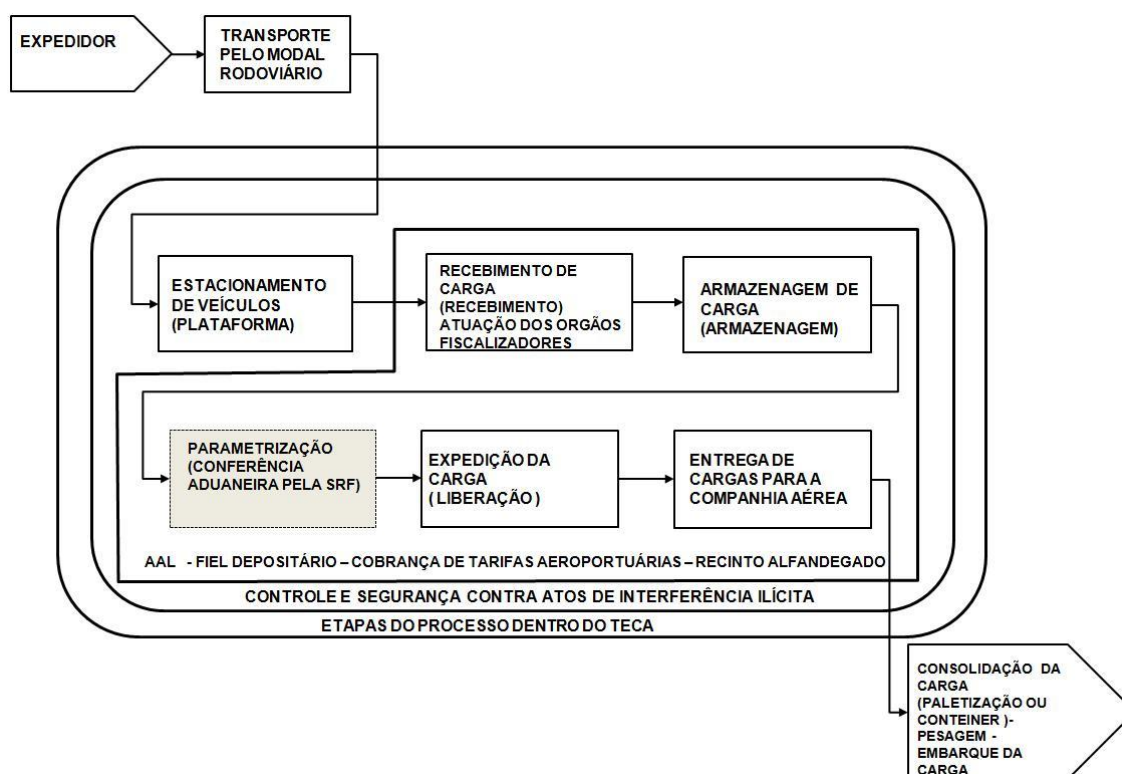 EXPEDIDOR
TRANSPORTE
PELO MODAL
RODOVIÁRIO
ESTACIONAMENTO
DE VEÍCULOS
(PLATAFORMA)
RECEBIMENTO DE
CARGA
(RECEBIMENTO)
ATUAÇÃO DOS ORGÃOS
FISCALIZADORES
ARMAZENAGEM DE
CARGA
(ARMAZENAGEM)
PARAMETRIZAÇÃO
(CONFERÊNCIA
ADUANEIRA PELA SRF)
EXPEDIÇÃO DA
CARGA
( LIBERAÇÃO )
ENTREGA DE
CARGAS PARA A
COMPANHIA AÉREA
AAL - FIEL DEPOSITÁRIO – COBRANÇA DE TARIFAS AEROPORTUÁRIAS – RECINTO ALFANDEGADO
CONTROLE E SEGURANÇA CONTRA ATOS DE INTERFERÊNCIA ILÍCITA
ETAPAS DO PROCESSO DENTRO DO TECA
CONSOLIDAÇÃO DA
CARGA
(PALETIZAÇÃO OU
CONTEINER )-
PESAGEM -
EMBARQUE DA
CARGA